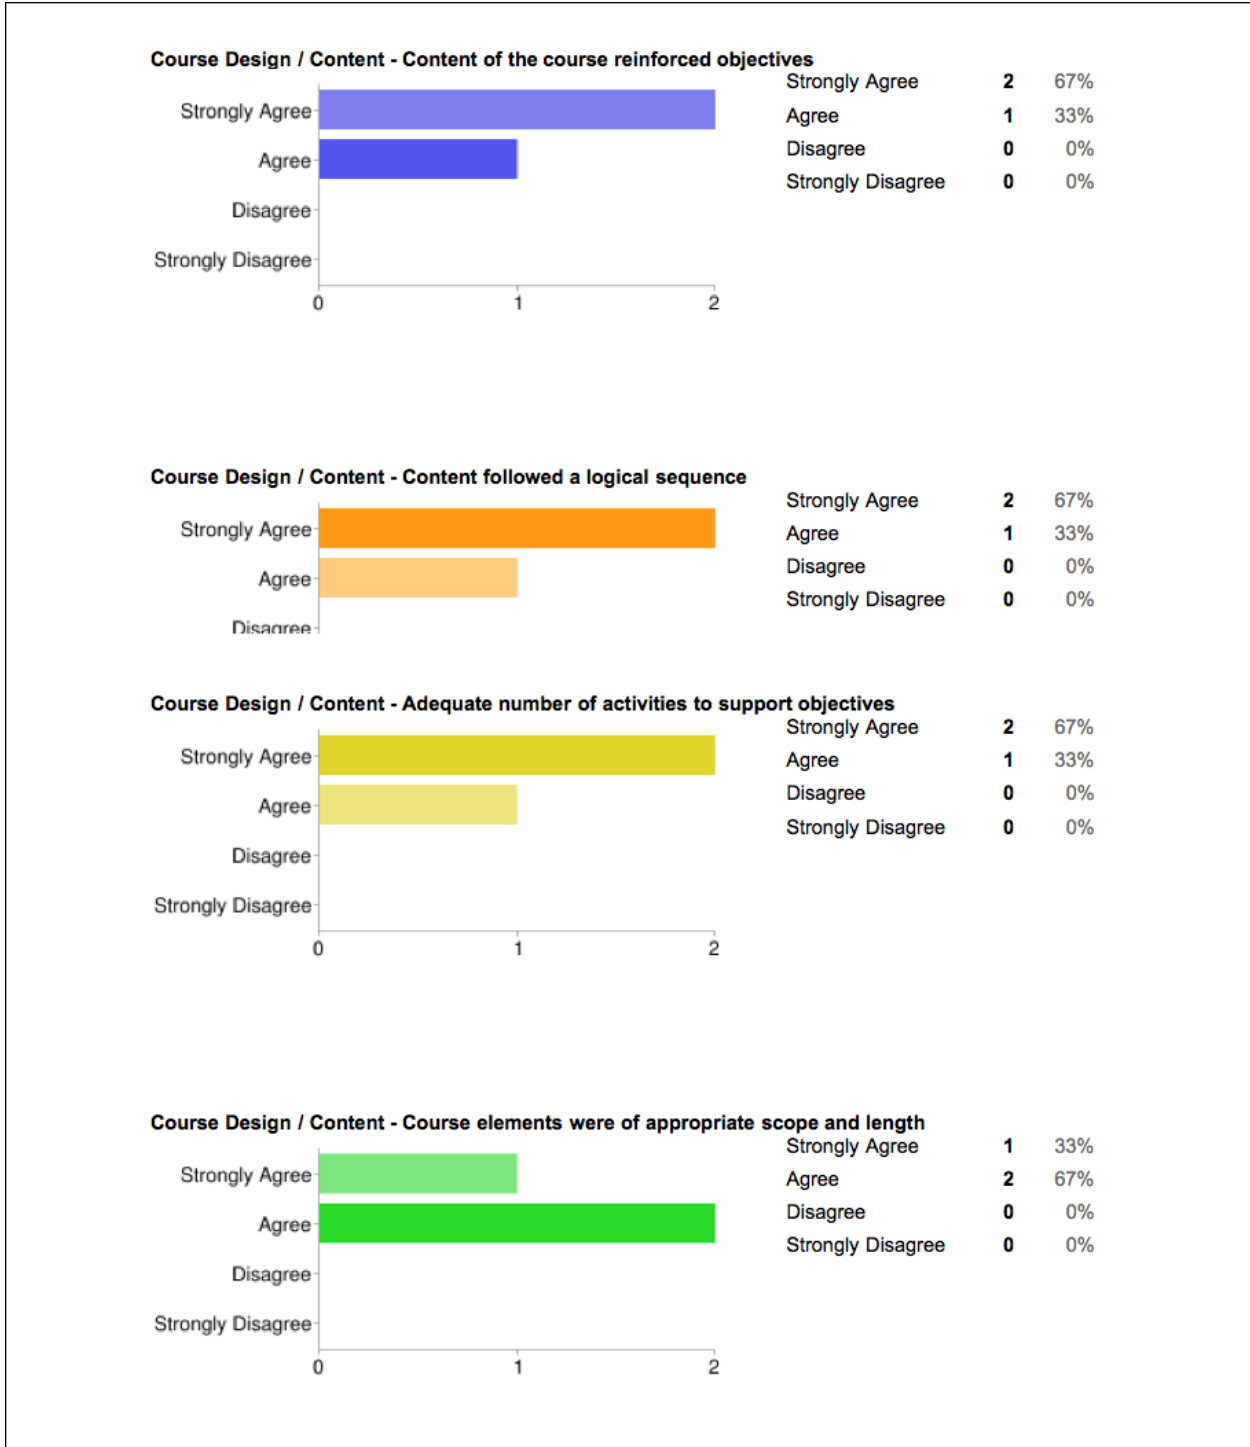 Course Design / Content - Content of the course reinforced objectives
Strongly Agree 2 67%
Agree 1 33%
Disagree 0 0%
Strongly Disagree 0 0%
Strongly Agree
Agree
Disagree
Strongly Disagree
0 1 2
Course Design / Content - Content followed a logical sequence
Strongly Agree 2 67%
Agree 1 33%
Disagree 0 0%
Strongly Disagree 0 0%
Strongly Agree
Agree
Disagree
Course Design / Content - Adequate number of activities to support objectives
Strongly Agree 2 67%
Agree 1 33%
Disagree 0 0%
Strongly Disagree 0 0%
Strongly Agree
Agree
Disagree
Strongly Disagree
0 1 2
Course Design / Content - Course elements were of appropriate scope and length
Strongly Agree 1 33%
Agree 2 67%
Disagree 0 0%
Strongly Disagree 0 0%
Strongly Agree
Agree
Disagree
Strongly Disagree
0 1 2